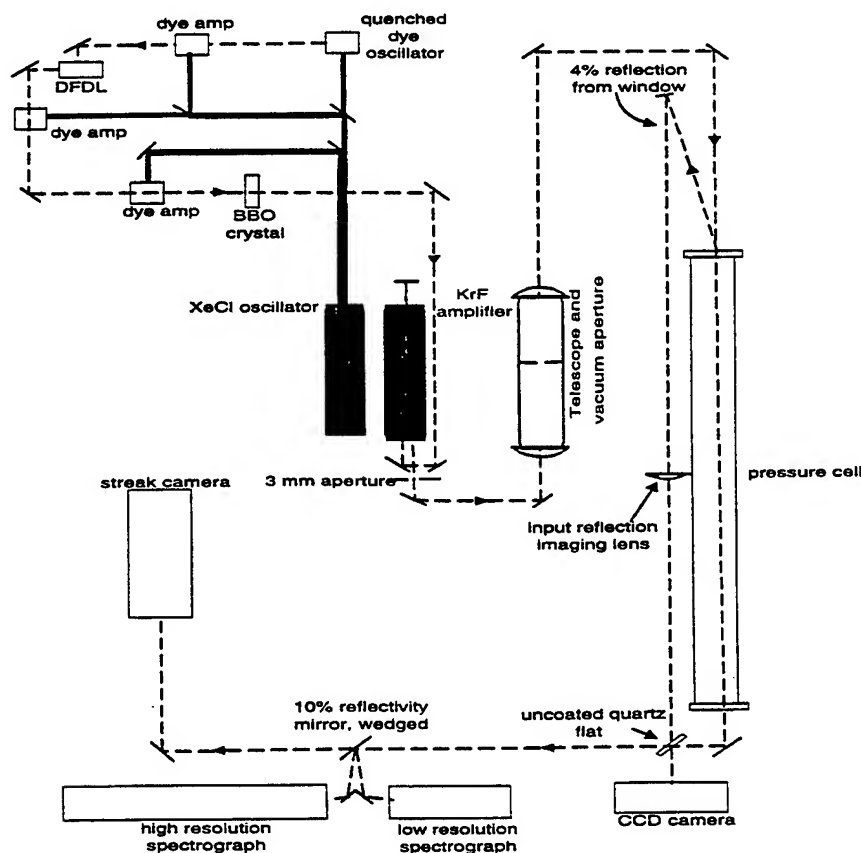 dye amp
quenched
dye
oscillator
DFDL
dye amp
dye amp
BBO
crystal
4% reflection
from window
XeCl oscillator
KrF
amplifier
Telescope and
vacuum aperture
3 mm aperture
streak camera
pressure cell
input reflection
imaging lens
10% reflectivity
mirror, wedged
uncoated quartz
flat
high resolution
spectrograph
low resolution
spectrograph
CCD camera